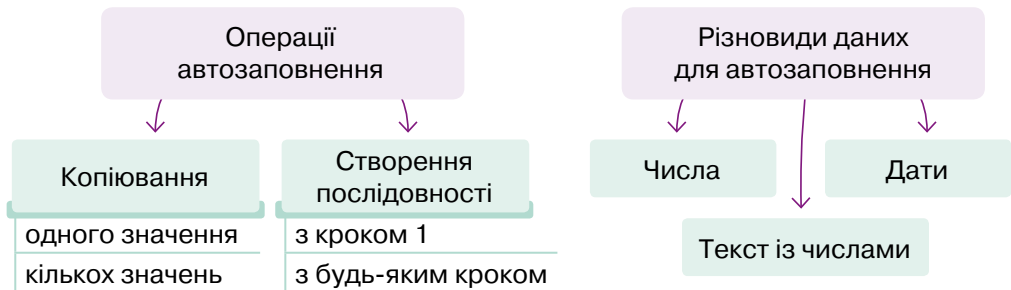 Операції
автозаповнення
Копіювання
одного значення
кількох значень
Створення
послідовності
з кроком 1
з будь-яким кроком
Різновиди даних
для автозаповнення
Числа
Дати
Текст із числами